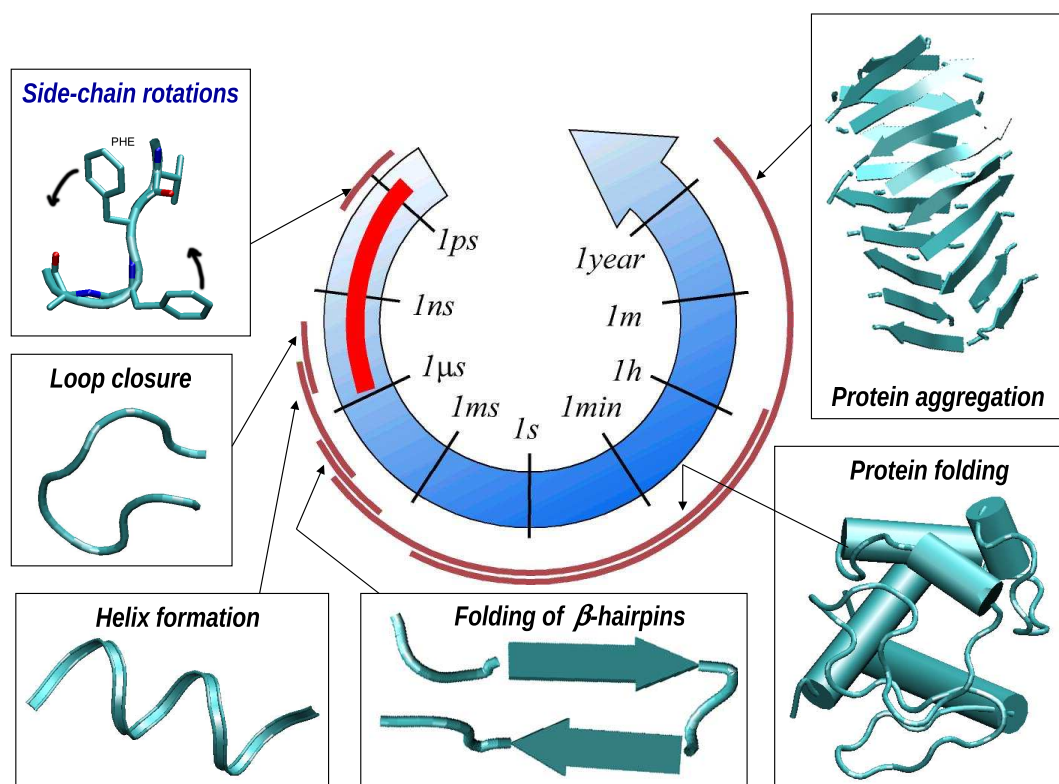 Side-chain rotations
PHE
Loop closure
Helix formation
Folding of β-hairpins
Protein folding
Protein aggregation
1ps
1ns
1μs
1ms
1s
1min
1h
1m
1year